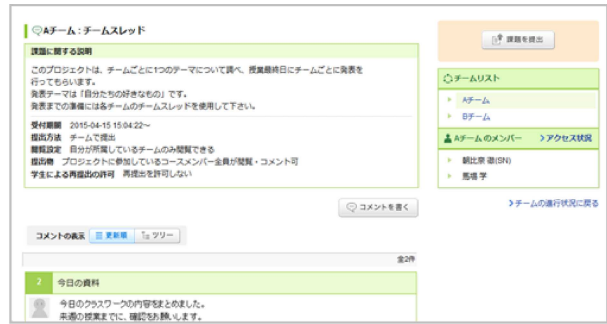 Aチーム : チームスレッド
課題に関する説明
このプロジェクトは、チームごとに1つのテーマについて調べ、授業最終日にチームごとに発表を
行ってもらいます。
発表テーマは「自分たちの好きなもの」です。
発表までの準備には各チームのチームスレッドを使用して下さい。
受付期間 2015-04-15 15:04:22～
提出方法 チームで提出
閲覧設定 自分が所属しているチームのみ閲覧できる
提出物 プロジェクトに参加しているコースメンバー全員が閲覧・コメント可
学生による再提出の許可 再提出を許可しない
コメントを書く
コメントの表示 更新順 ツリー
全2件
2 今日の資料
今日のクラスワークの内容をまとめました。
来週の授業までに、確認をお願いします。
課題を提出
チームリスト
Aチーム
Bチーム
Aチームのメンバー アクセス状況
朝比奈 徹(SN)
馬場 学
チームの進行状況に戻る